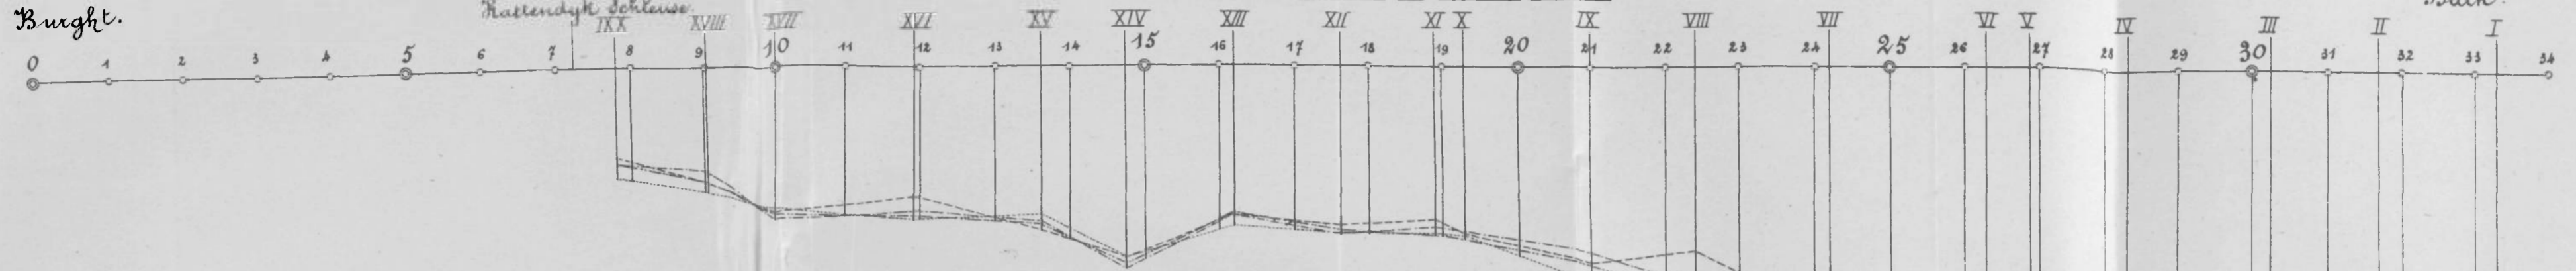 Burght.
Kattendyk Schleuse.
IXX XVIII XVII XVI XV XIV XIII XII XI X IX VIII VII VI V IV III II I
0 1 2 3 4 5 6 7 8 9 10 11 12 13 14 15 16 17 18 19 20 21 22 23 24 25 26 27 28 29 30 31 32 33 34